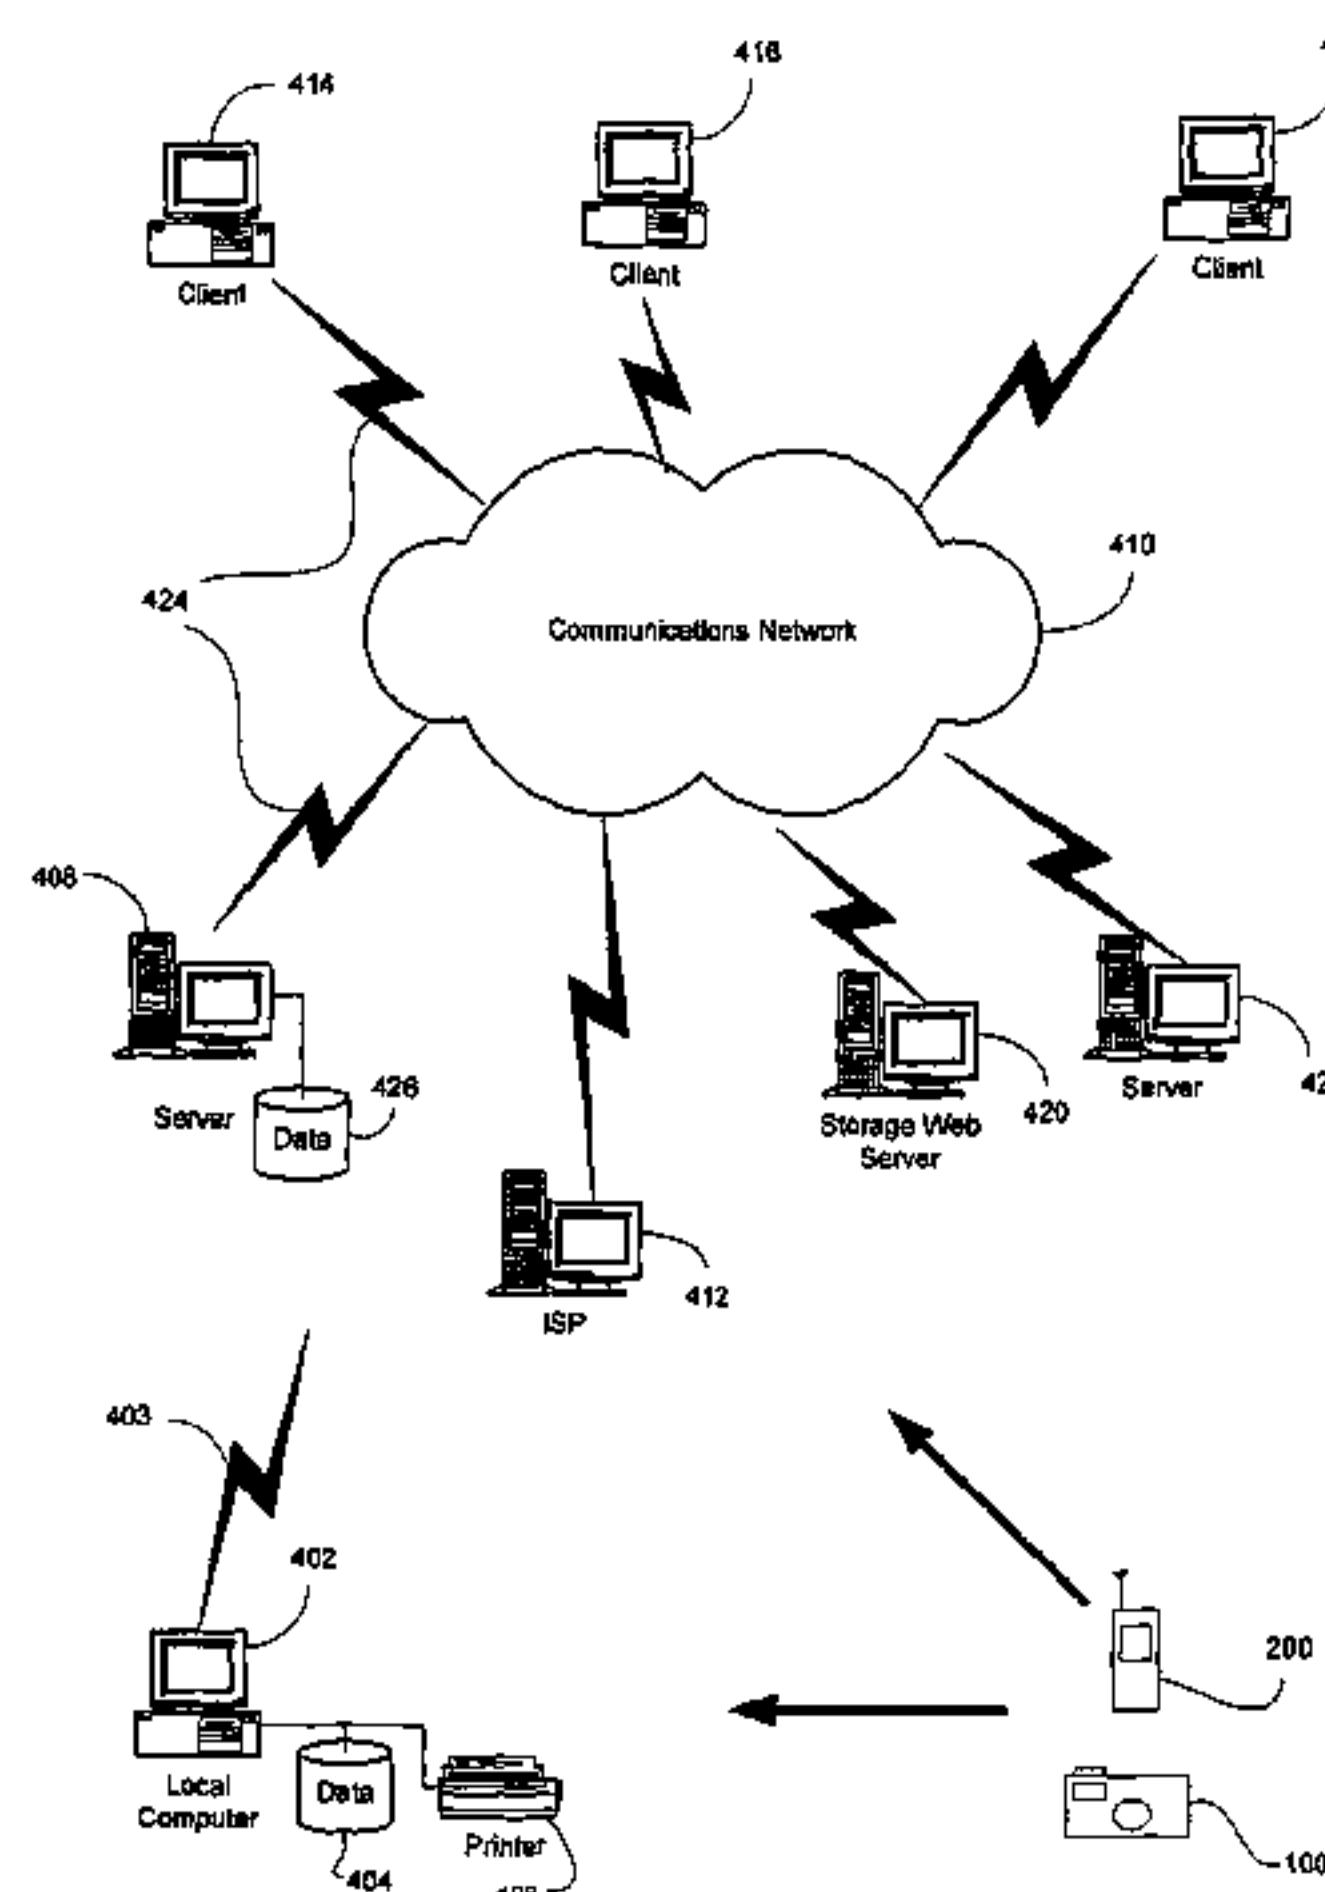 416
414
Client
Client
Client
410
424
Communications Network
408
426
Server
Data
420
Server
Storage Web
Server
412
ISP
403
402
200
Local
Computer
Data
Printer
404
100